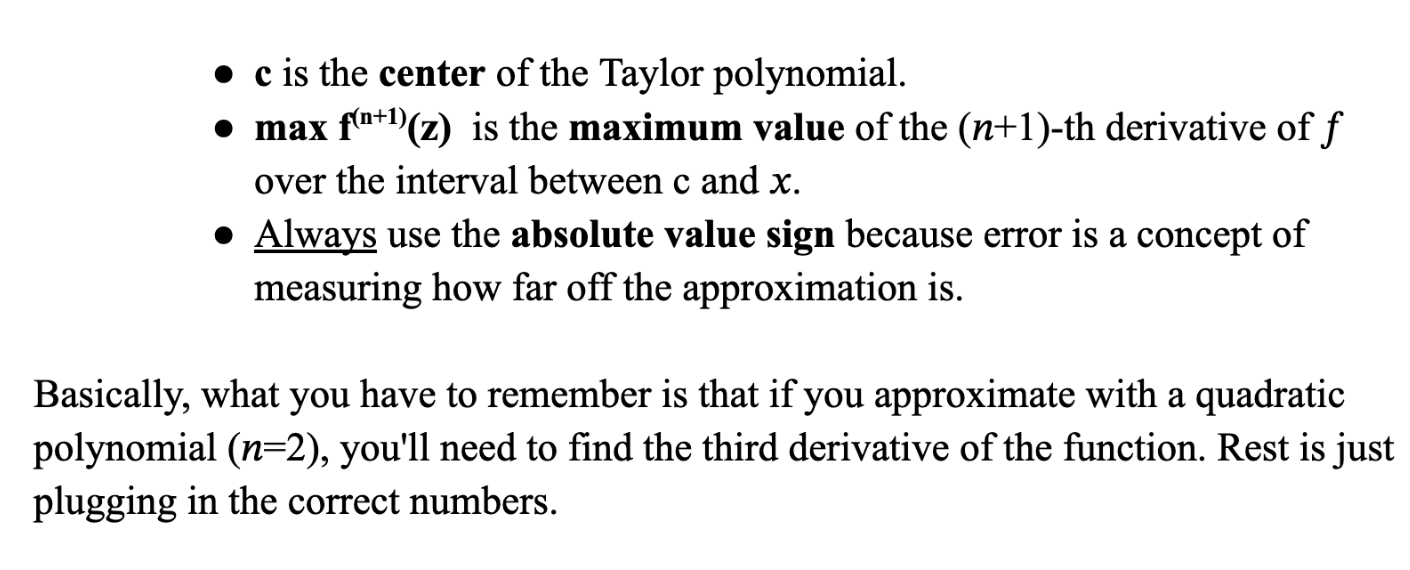 ● c is the center of the Taylor polynomial.
● max f⁽ⁿ⁺¹⁾(z) is the maximum value of the (n+1)-th derivative of f
over the interval between c and x.
● Always use the absolute value sign because error is a concept of
measuring how far off the approximation is.
Basically, what you have to remember is that if you approximate with a quadratic
polynomial (n=2), you'll need to find the third derivative of the function. Rest is just
plugging in the correct numbers.